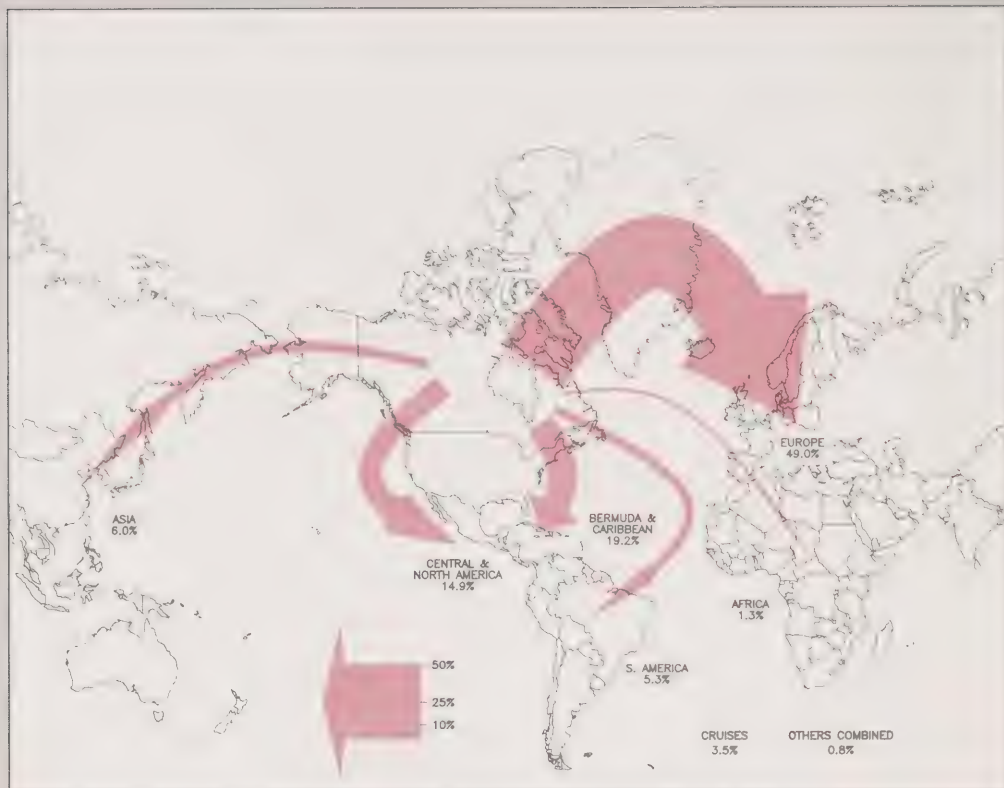 EUROPE
49.0%
ASIA
6.0%
BERMUDA &
CARIBBEAN
19.2%
CENTRAL &
NORTH AMERICA
14.9%
AFRICA
1.3%
S. AMERICA
5.3%
50%
25%
10%
CRUISES
3.5%
OTHERS COMBINED
0.8%